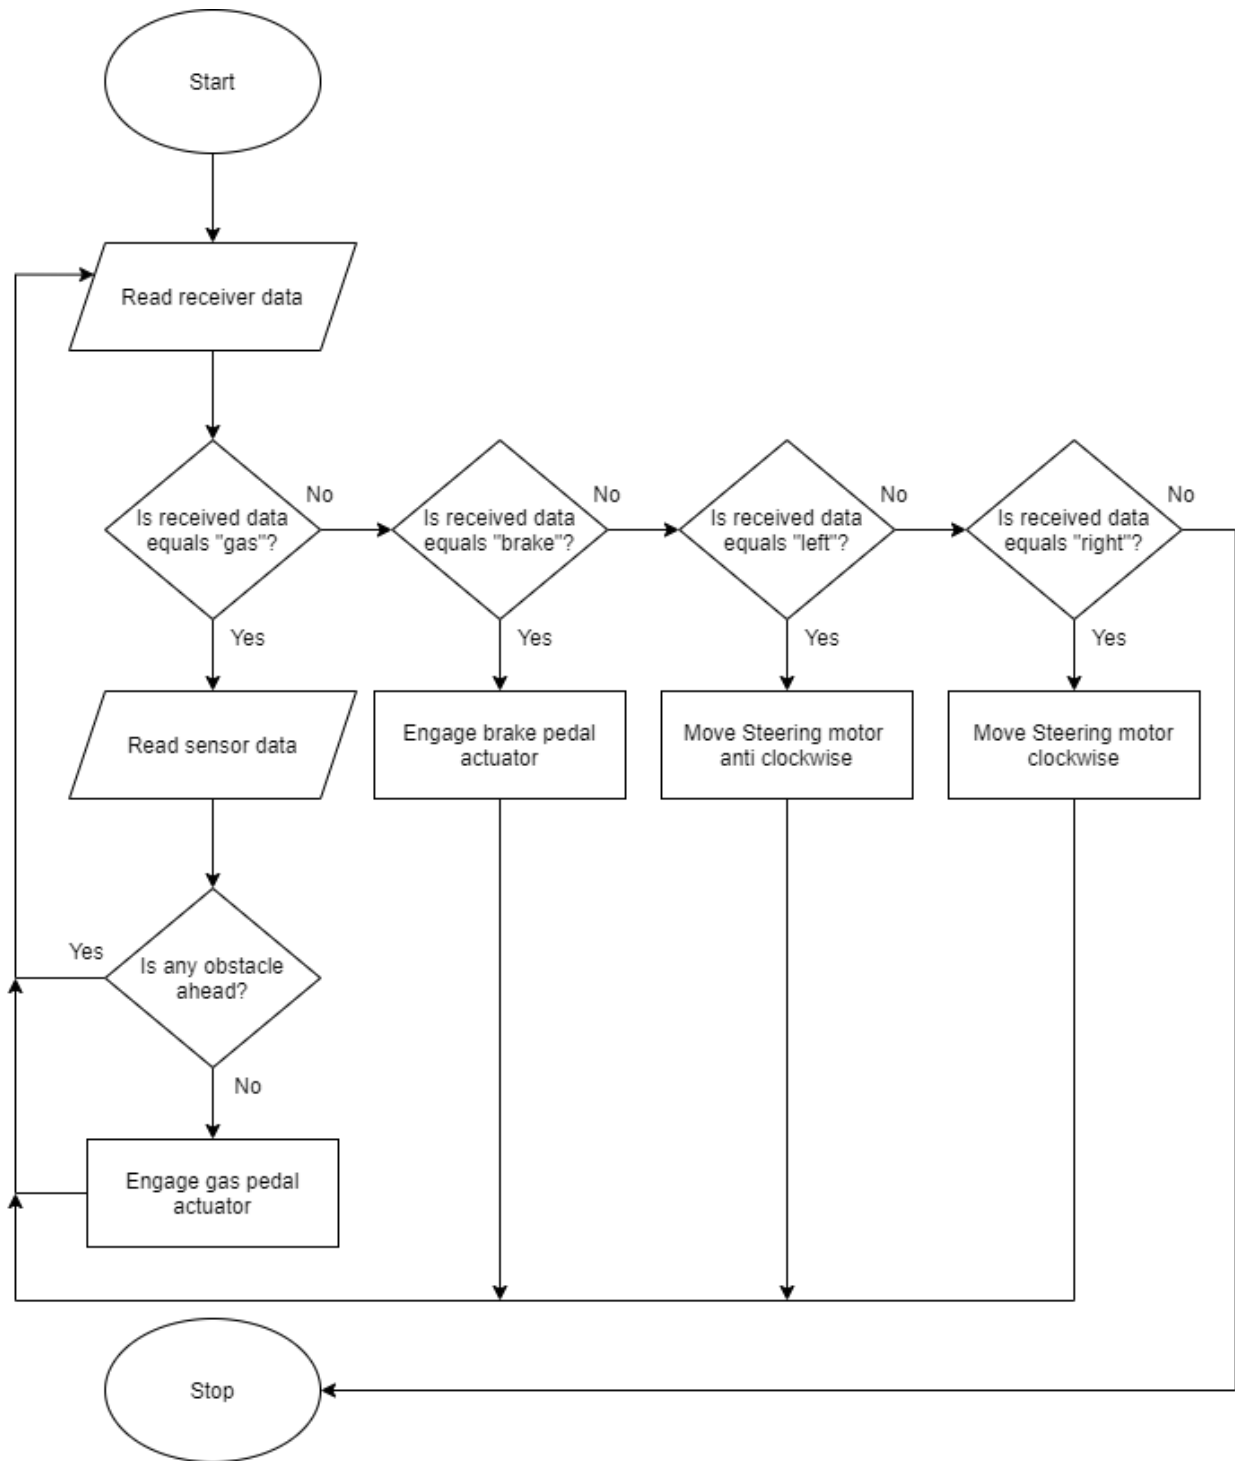 Start
Read receiver data
Is received data
equals "gas"?
No
Is received data
equals "brake"?
No
Is received data
equals "left"?
No
Is received data
equals "right"?
No
Yes
Yes
Yes
Yes
Read sensor data
Engage brake pedal
actuator
Move Steering motor
anti clockwise
Move Steering motor
clockwise
Yes
Is any obstacle
ahead?
No
Engage gas pedal
actuator
Stop